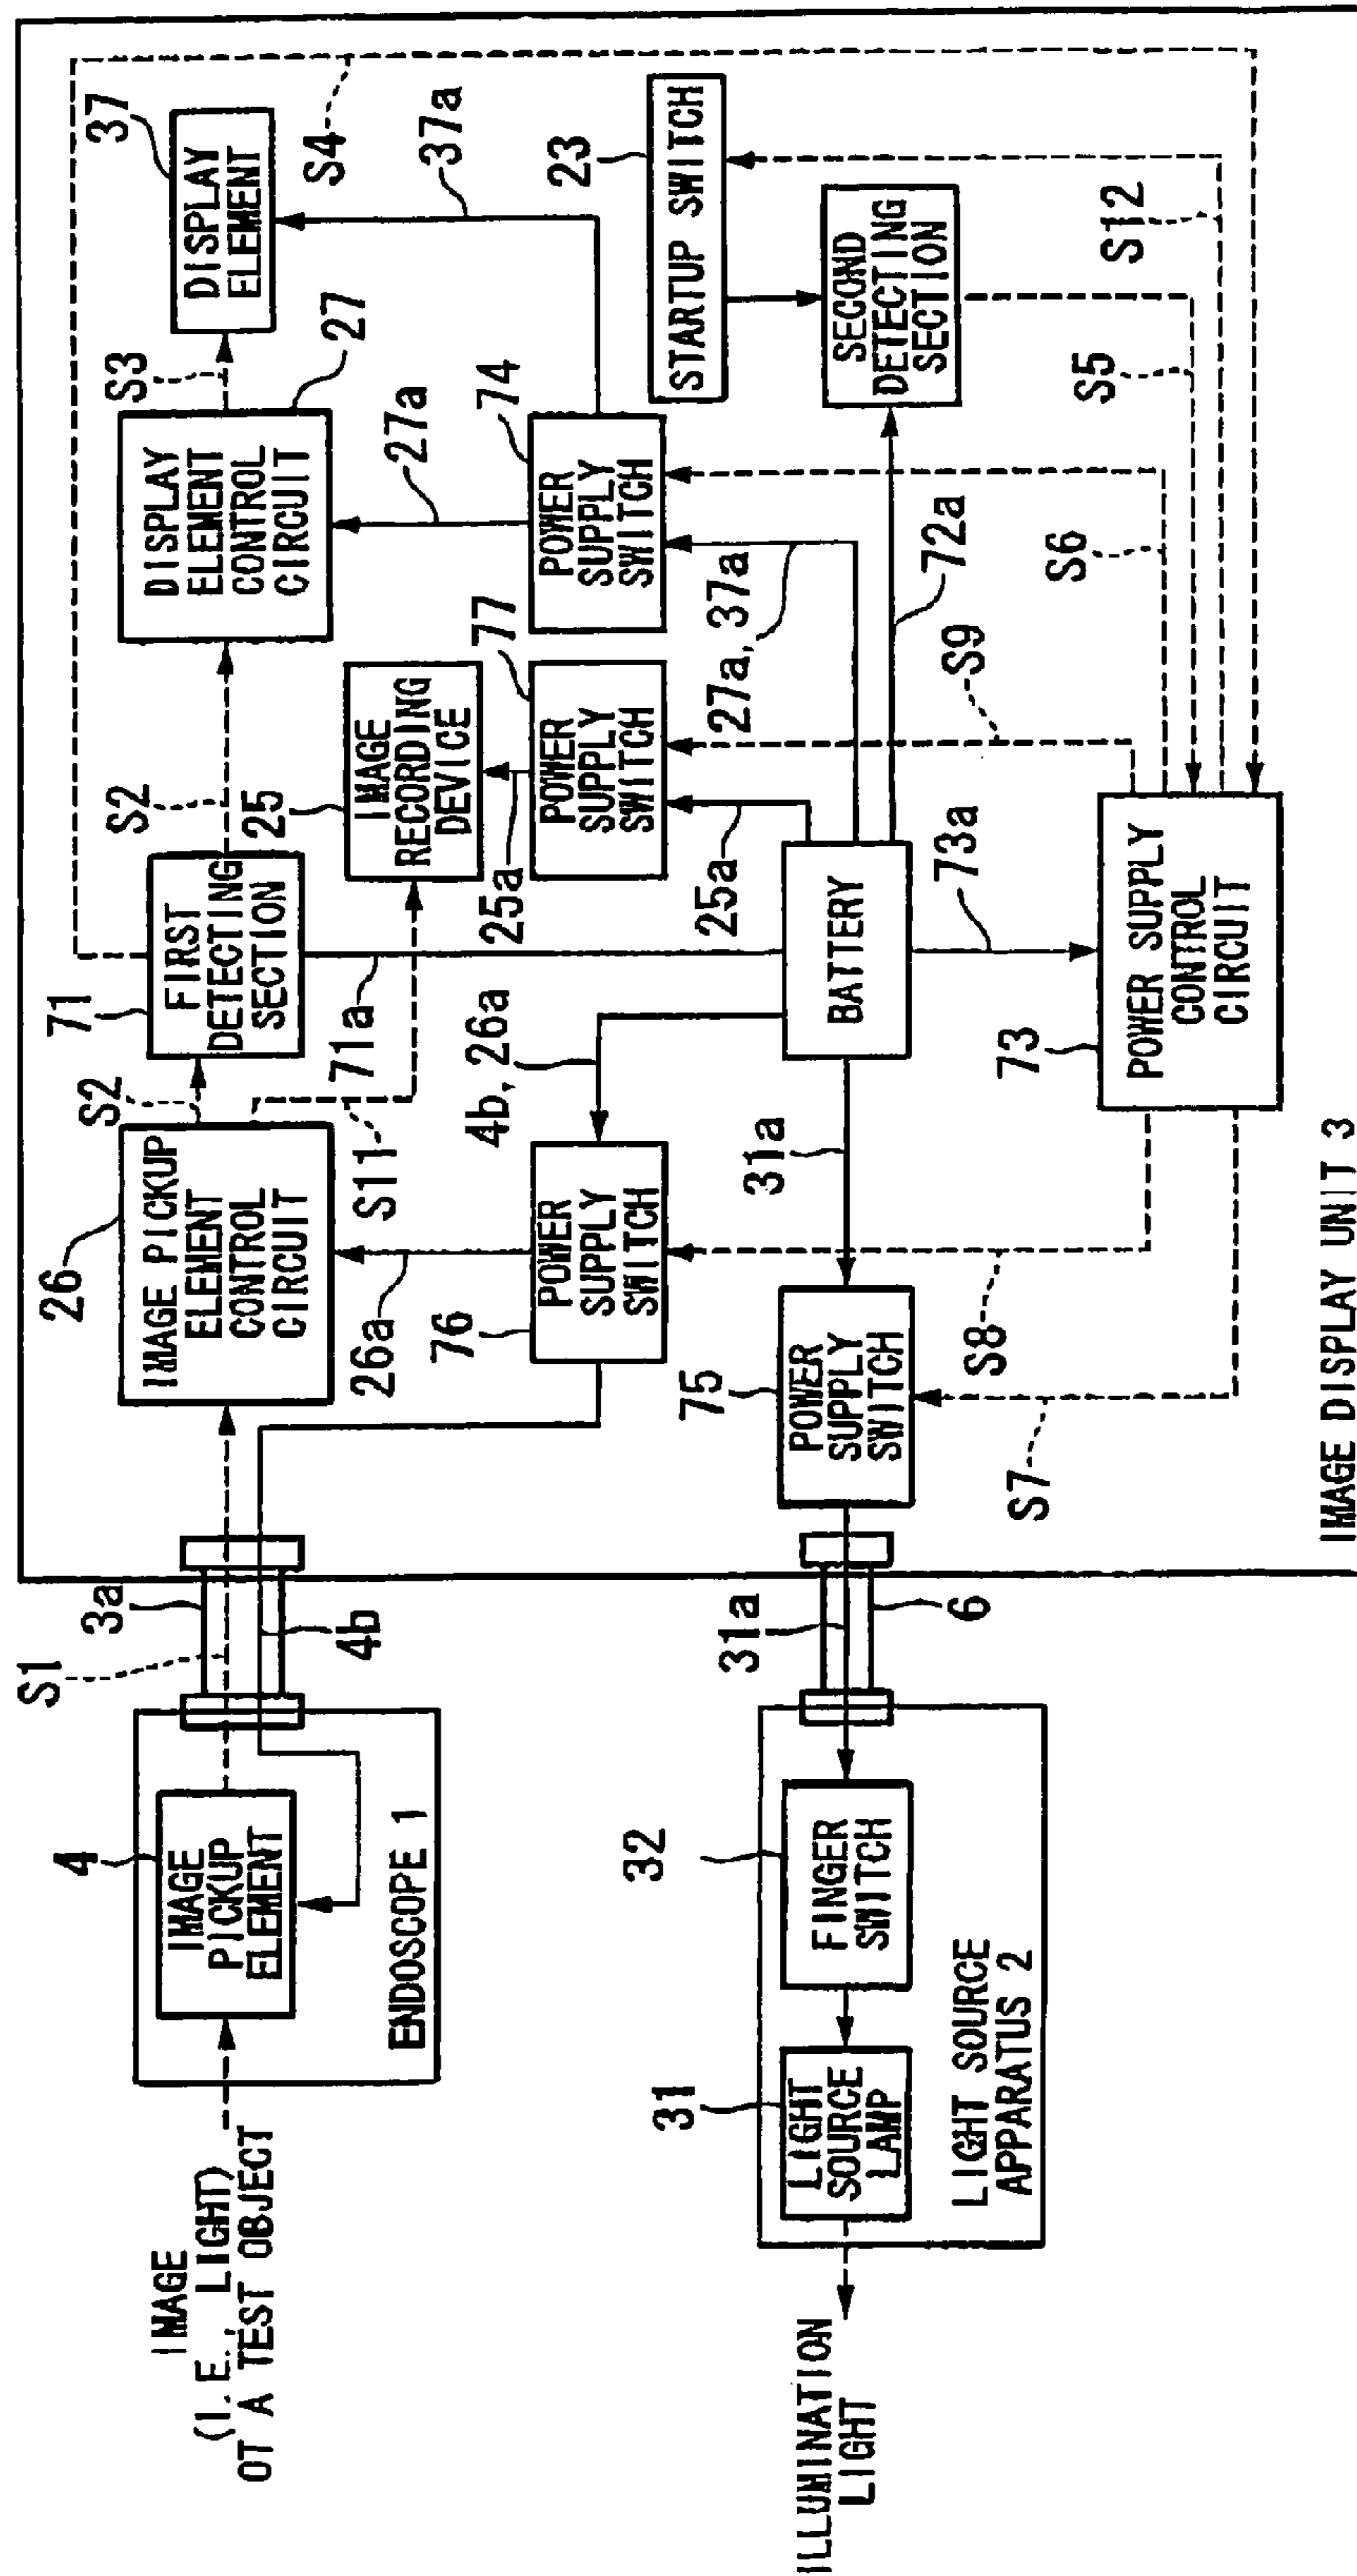 IMAGE
(I.E., LIGHT)
OT A TEST OBJECT
4
IMAGE
PICKUP
ELEMENT
ENDOSCOPE 1
S1
3a
4b
26
IMAGE PICKUP
ELEMENT
CONTROL
CIRCUIT
S2
71
FIRST
DETECTING
SECTION
S2
DISPLAY
ELEMENT
CONTROL
CIRCUIT
27
S3
37
DISPLAY
ELEMENT
S4
37a
25
IMAGE
RECORDING
DEVICE
S11
71a
26a
25a
27a
76
POWER
SUPPLY
SWITCH
4b, 26a
77
POWER
SUPPLY
SWITCH
74
POWER
SUPPLY
SWITCH
23
STARTUP SWITCH
25a
27a, 37a
SECOND
DETECTING
SECTION
ILLUMINATION
LIGHT
31
LIGHT
SOURCE
LAMP
32
FINGER
SWITCH
LIGHT SOURCE
APPARATUS 2
31a
6
75
POWER
SUPPLY
SWITCH
31a
BATTERY
72a
73a
S7
S8
73
POWER SUPPLY
CONTROL
CIRCUIT
S9
S6
S5
S12
IMAGE DISPLAY UNIT 3